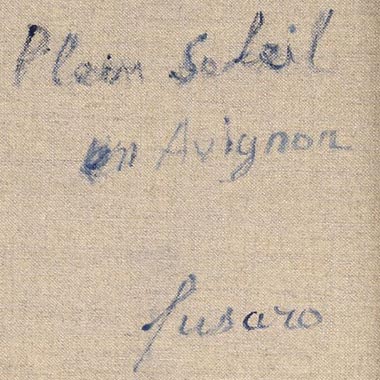 Plein Soleil
en Avignon
fusaro